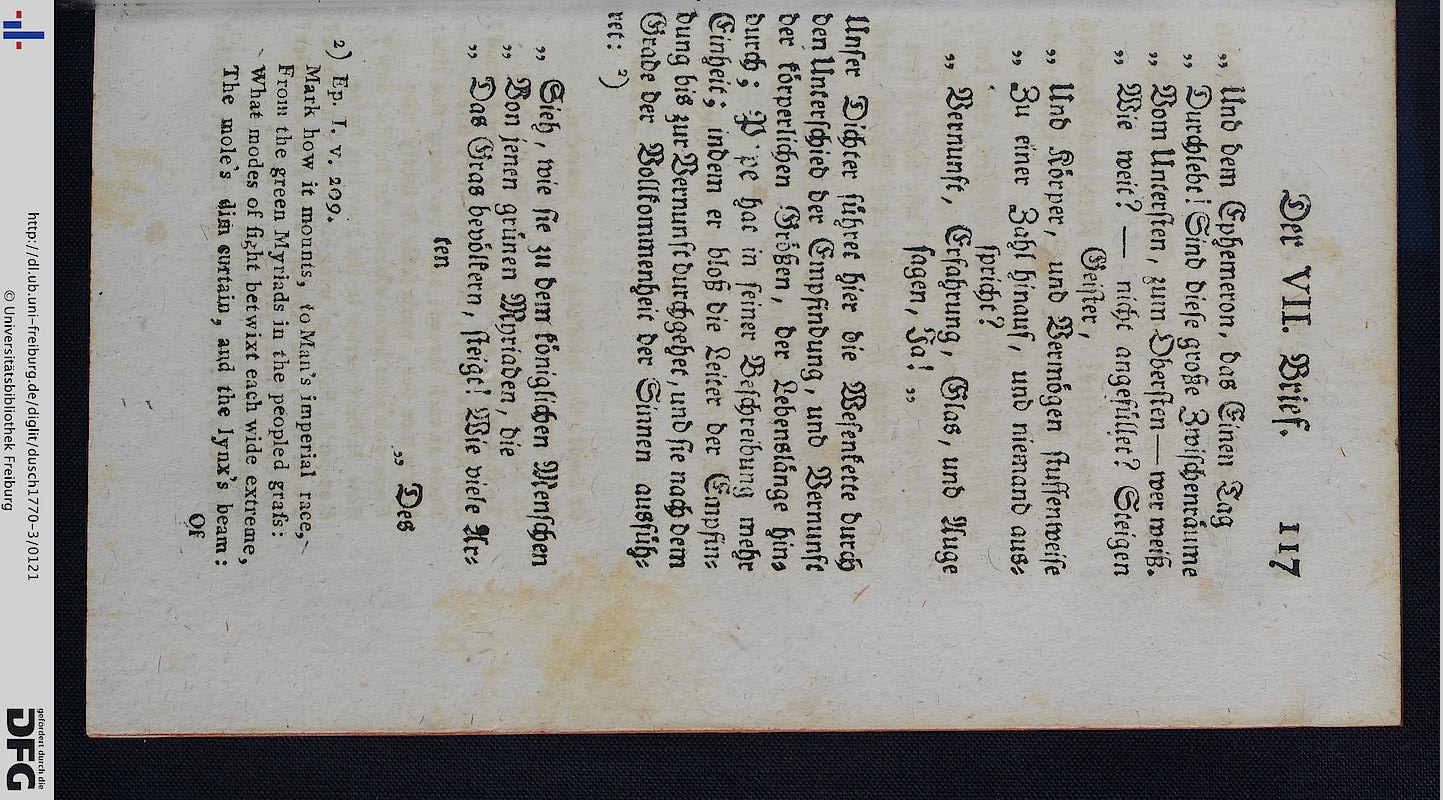 Der VII. Brief. 117
„ Und dem Ephemeron, das Einen Tag
„ Durchlebt! Sind diese große Zwischenräume
„ Vom Untersten, zum Obersten — wer weiß.
„ Wie weit? — nicht angefüllet? Steigen
Geister,
„ Und Körper, und Vermögen stuffenweise
„ Zu einer Zahl hinauf, und niemand aus⸗
spricht?
„ Vernunft, Erfahrung, Glas, und Auge
sagen, Ja! „
Unser Dichter führet hier die Wesenkette durch
den Unterschied der Empfindung, und Vernunft
der körperlichen Größen, der Lebenslänge hin⸗
durch; Pope hat in seiner Beschreibung mehr
Einheit; indem er bloß die Leiter der Empfin⸗
dung bis zur Vernunft durchgehet, und sie nach dem
Grade der Vollkommenheit der Sinnen ausfüh⸗
ret: ²)
„ Sieh, wie sie zu dem königlichen Menschen
„ Von jenen grünen Myriaden, die
„ Das Gras bevölkern, steigt! Wie viele Ar⸗
ten
„ Des
²) Ep. I. v. 209.
Mark how it mounts, to Man's imperial race,
From the green Myriads in the peopled grass:
What modes of sight betwixt each wide extreme,
The mole's dim curtain, and the lynx's beam:
Of
http://dl.ub.uni-freiburg.de/diglit/dusch1770-3/0121
© Universitätsbibliothek Freiburg
gefördert durch die
DFG